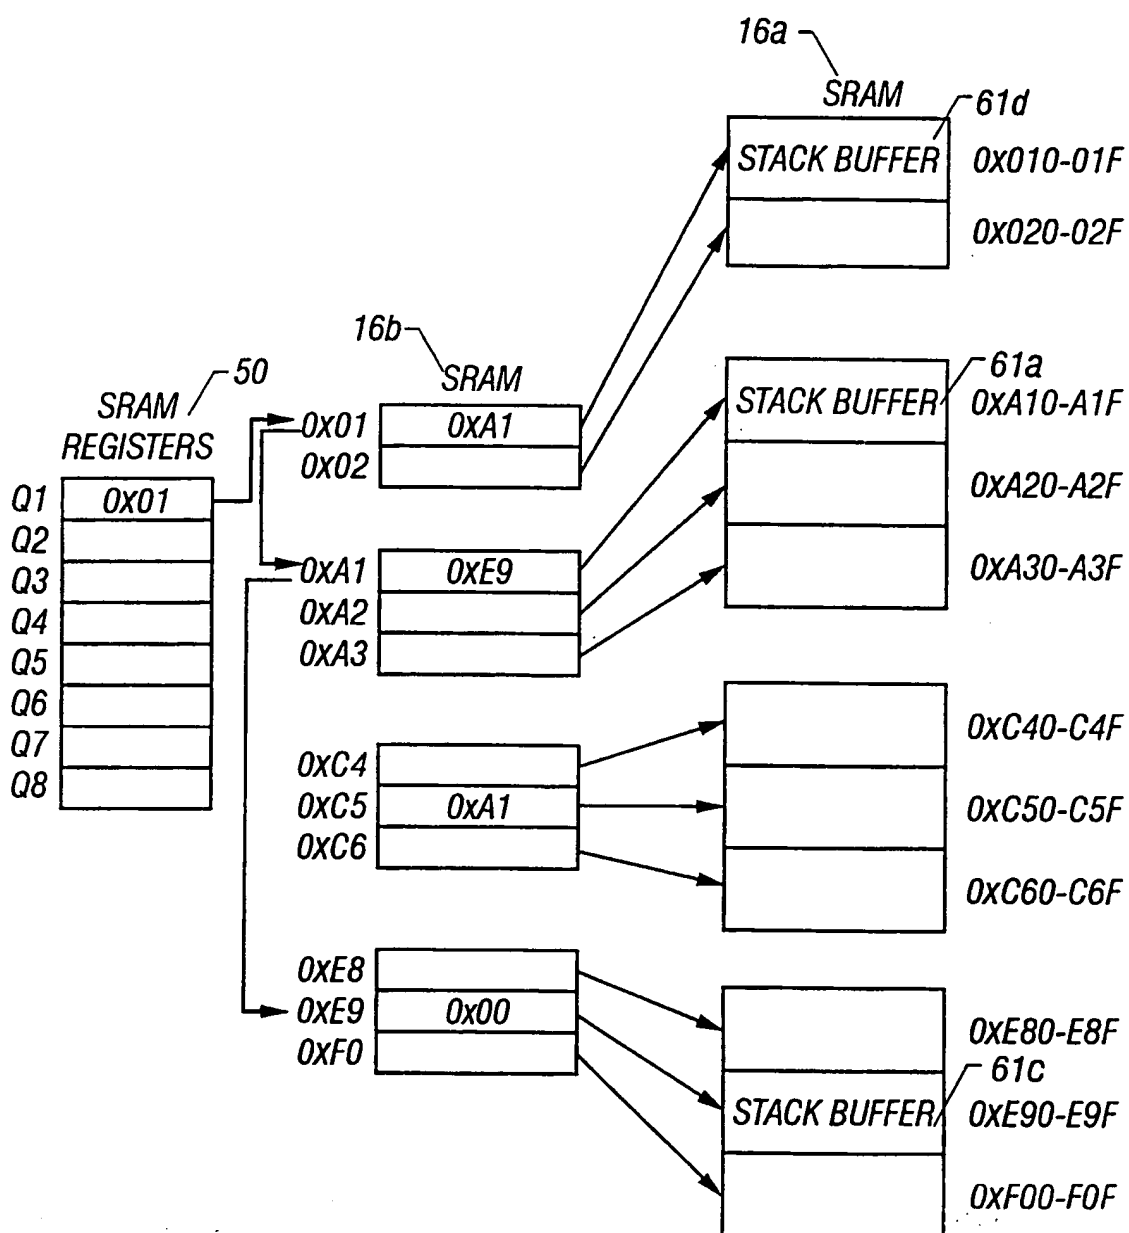 16a
SRAM
61d
STACK BUFFER 0X010-01F
0X020-02F
16b
SRAM
50
SRAM
REGISTERS
61a
STACK BUFFER 0XA10-A1F
0XA20-A2F
0XA30-A3F
0X01 0XA1
0X02
Q1 0X01
Q2
Q3
Q4
Q5
Q6
Q7
Q8
0XA1 0XE9
0XA2
0XA3
0XC4
0XC5 0XA1
0XC6
0XC40-C4F
0XC50-C5F
0XC60-C6F
0XE8
0XE9 0X00
0XF0
0XE80-E8F
61c
STACK BUFFER 0XE90-E9F
0XF00-F0F